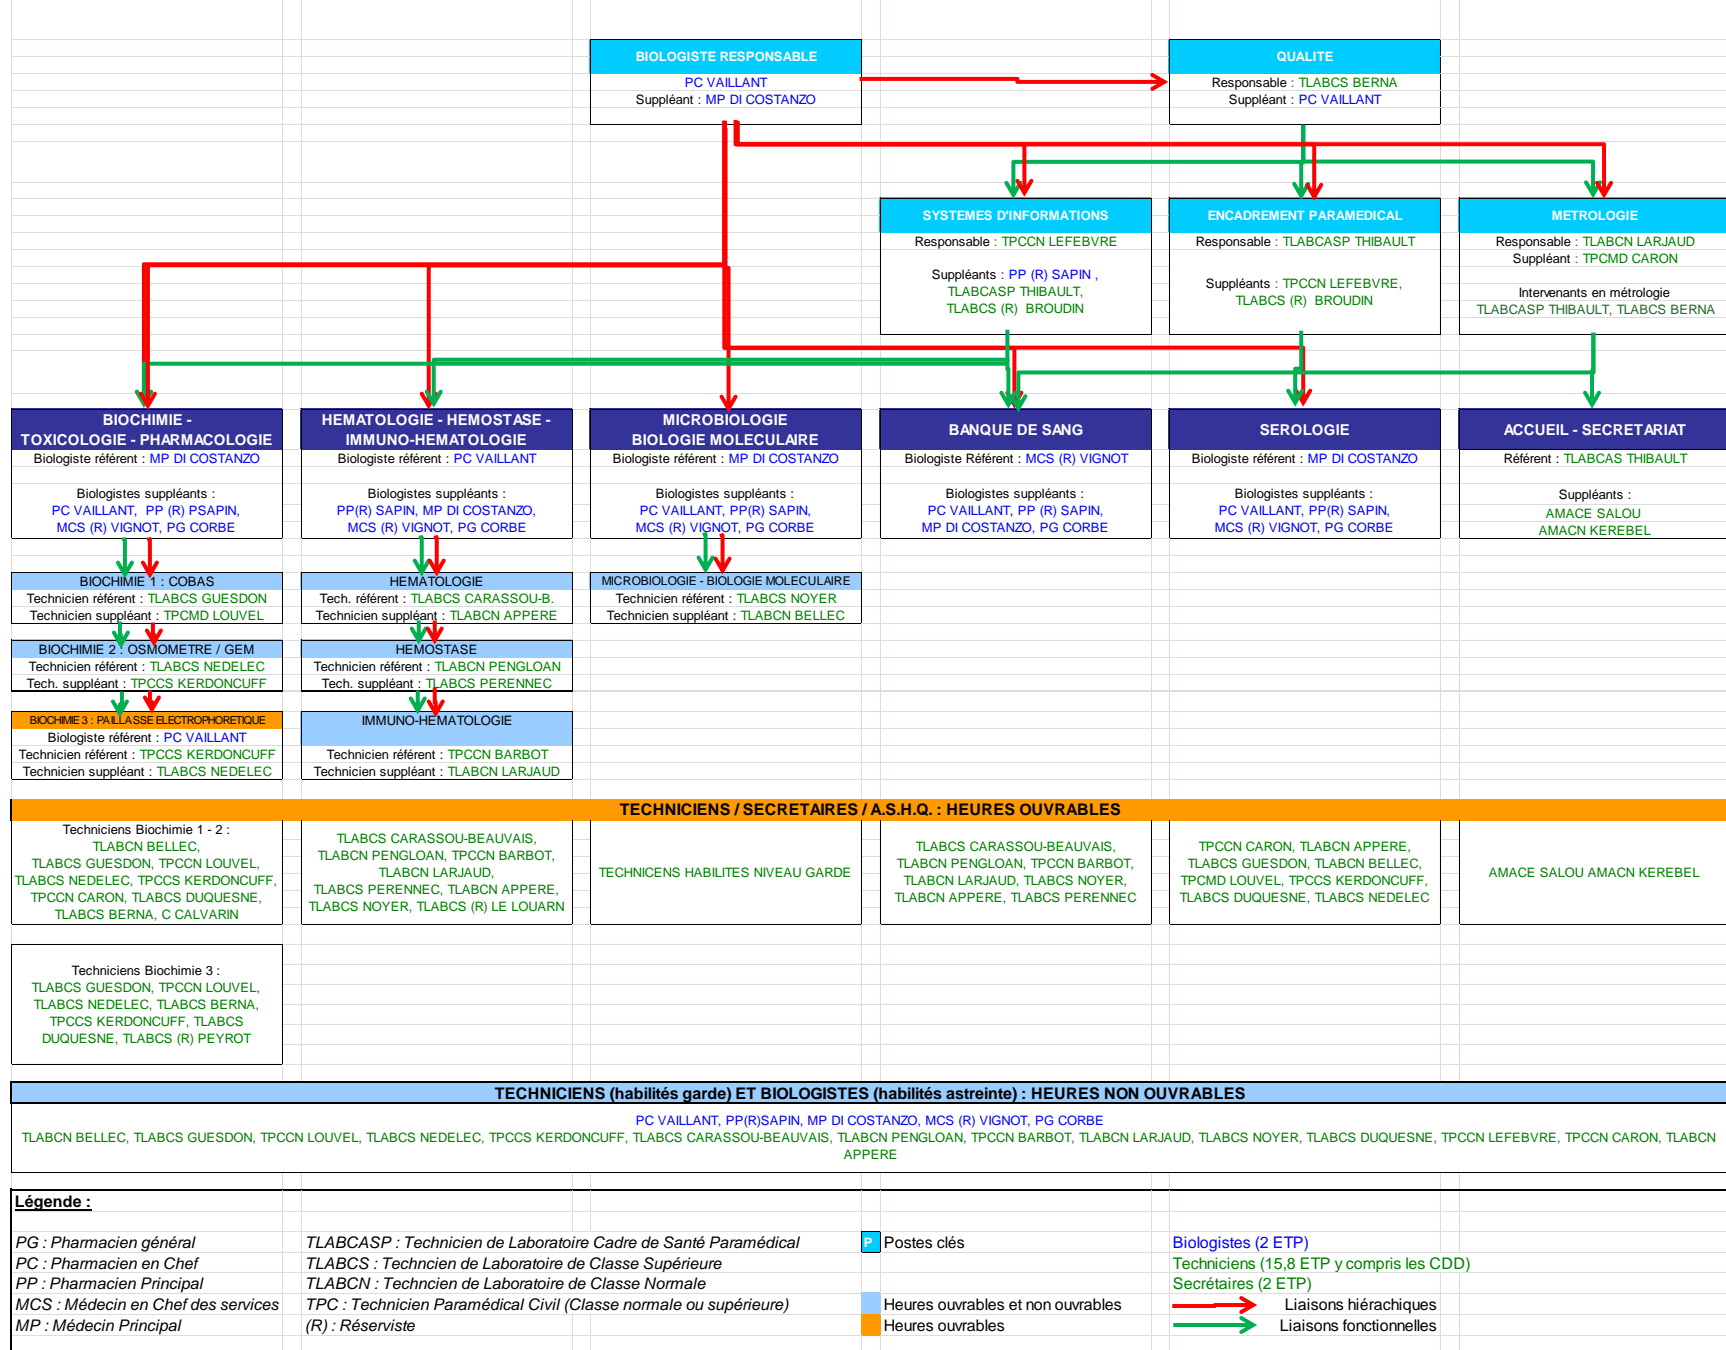 BIOLOGISTE RESPONSABLE
PC VAILLANT
Suppléant : MP DI COSTANZO
QUALITE
Responsable : TLABCS BERNA
Suppléant : PC VAILLANT
SYSTEMES D'INFORMATIONS
Responsable : TPCCN LEFEBVRE
Suppléants : PP (R) SAPIN ,
TLABCASP THIBAULT,
TLABCS (R) BROUDIN
ENCADREMENT PARAMEDICAL
Responsable : TLABCASP THIBAULT
Suppléants : TPCCN LEFEBVRE,
TLABCS (R) BROUDIN
METROLOGIE
Responsable : TLABCN LARJAUD
Suppléant : TPCMD CARON
Intervenants en métrologie
TLABCASP THIBAULT, TLABCS BERNA
BIOCHIMIE -
TOXICOLOGIE - PHARMACOLOGIE
Biologiste référent : MP DI COSTANZO
Biologistes suppléants :
PC VAILLANT, PP (R) PSAPIN,
MCS (R) VIGNOT, PG CORBE
HEMATOLOGIE - HEMOSTASE -
IMMUNO-HEMATOLOGIE
Biologiste référent : PC VAILLANT
Biologistes suppléants :
PP(R) SAPIN, MP DI COSTANZO,
MCS (R) VIGNOT, PG CORBE
MICROBIOLOGIE
BIOLOGIE MOLECULAIRE
Biologiste référent : MP DI COSTANZO
Biologistes suppléants :
PC VAILLANT, PP(R) SAPIN,
MCS (R) VIGNOT, PG CORBE
BANQUE DE SANG
Biologiste Référent : MCS (R) VIGNOT
Biologistes suppléants :
PC VAILLANT, PP (R) SAPIN,
MP DI COSTANZO, PG CORBE
SEROLOGIE
Biologiste référent : MP DI COSTANZO
Biologistes suppléants :
PC VAILLANT, PP(R) SAPIN,
MCS (R) VIGNOT, PG CORBE
ACCUEIL - SECRETARIAT
Référent : TLABCAS THIBAULT
Suppléants :
AMACE SALOU
AMACN KEREBEL
BIOCHIMIE 1 : COBAS
Technicien référent : TLABCS GUESDON
Technicien suppléant : TPCMD LOUVEL
HEMATOLOGIE
Tech. référent : TLABCS CARASSOU-B.
Technicien suppléant : TLABCN APPERE
MICROBIOLOGIE - BIOLOGIE MOLECULAIRE
Technicien référent : TLABCS NOYER
Technicien suppléant : TLABCN BELLEC
BIOCHIMIE 2 : OSMOMETRE / GEM
Technicien référent : TLABCS NEDELEC
Tech. suppléant : TPCCS KERDONCUFF
HEMOSTASE
Technicien référent : TLABCN PENGLOAN
Tech. suppléant : TLABCS PERENNEC
BIOCHIMIE 3 : PAILLASSE ELECTROPHORETIQUE
Biologiste référent : PC VAILLANT
Technicien référent : TPCCS KERDONCUFF
Technicien suppléant : TLABCS NEDELEC
IMMUNO-HEMATOLOGIE
Technicien référent : TPCCN BARBOT
Technicien suppléant : TLABCN LARJAUD
TECHNICIENS / SECRETAIRES / A.S.H.Q. : HEURES OUVRABLES
Techniciens Biochimie 1 - 2 :
TLABCN BELLEC,
TLABCS GUESDON, TPCCN LOUVEL,
TLABCS NEDELEC, TPCCS KERDONCUFF,
TPCCN CARON, TLABCS DUQUESNE,
TLABCS BERNA, C CALVARIN
TLABCS CARASSOU-BEAUVAIS,
TLABCN PENGLOAN, TPCCN BARBOT,
TLABCN LARJAUD,
TLABCS PERENNEC, TLABCN APPERE,
TLABCS NOYER, TLABCS (R) LE LOUARN
TECHNICENS HABILITES NIVEAU GARDE
TLABCS CARASSOU-BEAUVAIS,
TLABCN PENGLOAN, TPCCN BARBOT,
TLABCN LARJAUD, TLABCS NOYER,
TLABCN APPERE, TLABCS PERENNEC
TPCCN CARON, TLABCN APPERE,
TLABCS GUESDON, TLABCN BELLEC,
TPCMD LOUVEL, TPCCS KERDONCUFF,
TLABCS DUQUESNE, TLABCS NEDELEC
AMACE SALOU AMACN KEREBEL
Techniciens Biochimie 3 :
TLABCS GUESDON, TPCCN LOUVEL,
TLABCS NEDELEC, TLABCS BERNA,
TPCCS KERDONCUFF, TLABCS
DUQUESNE, TLABCS (R) PEYROT
TECHNICIENS (habilités garde) ET BIOLOGISTES (habilités astreinte) : HEURES NON OUVRABLES
PC VAILLANT, PP(R)SAPIN, MP DI COSTANZO, MCS (R) VIGNOT, PG CORBE
TLABCN BELLEC, TLABCS GUESDON, TPCCN LOUVEL, TLABCS NEDELEC, TPCCS KERDONCUFF, TLABCS CARASSOU-BEAUVAIS, TLABCN PENGLOAN, TPCCN BARBOT, TLABCN LARJAUD, TLABCS NOYER, TLABCS DUQUESNE, TPCCN LEFEBVRE, TPCCN CARON, TLABCN
APPERE
Légende :
PG : Pharmacien général
PC : Pharmacien en Chef
PP : Pharmacien Principal
MCS : Médecin en Chef des services
MP : Médecin Principal
TLABCASP : Technicien de Laboratoire Cadre de Santé Paramédical
TLABCS : Techncien de Laboratoire de Classe Supérieure
TLABCN : Techncien de Laboratoire de Classe Normale
TPC : Technicien Paramédical Civil (Classe normale ou supérieure)
(R) : Réserviste
P Postes clés
Heures ouvrables et non ouvrables
Heures ouvrables
Biologistes (2 ETP)
Techniciens (15,8 ETP y compris les CDD)
Secrétaires (2 ETP)
Liaisons hiérachiques
Liaisons fonctionnelles